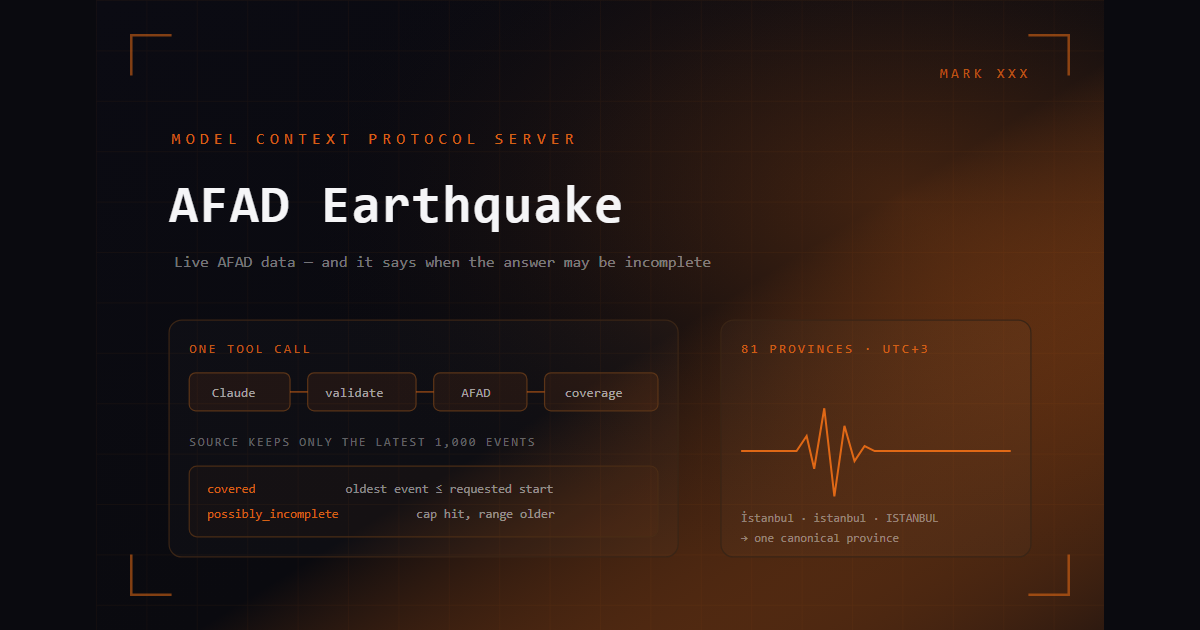 MARK XXX
MODEL CONTEXT PROTOCOL SERVER
AFAD Earthquake
Live AFAD data — and it says when the answer may be incomplete
ONE TOOL CALL
Claude validate AFAD coverage
SOURCE KEEPS ONLY THE LATEST 1,000 EVENTS
covered oldest event ≤ requested start
possibly_incomplete cap hit, range older
81 PROVINCES · UTC+3
İstanbul · istanbul · ISTANBUL
→ one canonical province